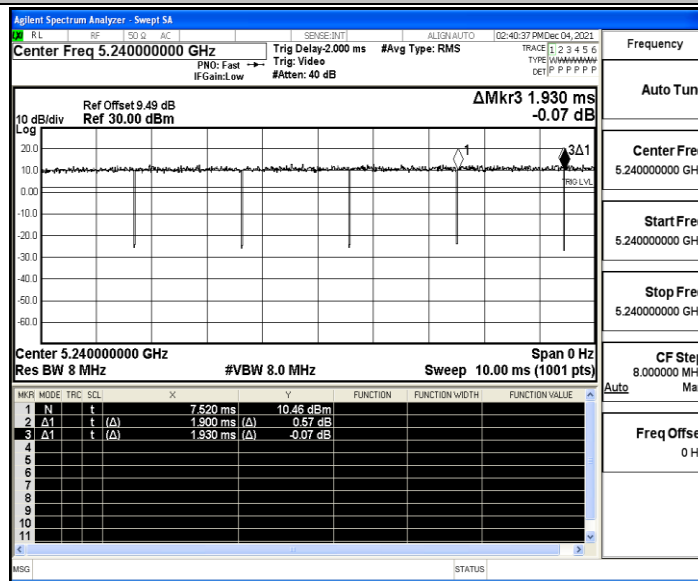 Agilent Spectrum Analyzer - Swept SA
LXI RL RF 50 Ω AC SENSE:INT ALIGN AUTO 02:40:37 PM Dec 04, 2021
Center Freq 5.240000000 GHz
PNO: Fast
IFGain:Low
Trig Delay-2.000 ms
Trig: Video
#Atten: 40 dB
#Avg Type: RMS
TRACE 1 2 3 4 5 6
TYPE WWWWWW
DET P P P P P P
Frequency
Auto Tun
Center Fre
5.240000000 GH
Start Fre
5.240000000 GH
Stop Fre
5.240000000 GH
CF Step
8.000000 MH
Auto Ma
Freq Offse
0 H
Ref Offset 9.49 dB
10 dB/div Ref 30.00 dBm
Log
ΔMkr3 1.930 ms
-0.07 dB
20.0
10.0
0.00
-10.0
-20.0
-30.0
-40.0
-50.0
-60.0
1
3Δ1
TRIG LVL
Center 5.240000000 GHz Span 0 Hz
Res BW 8 MHz #VBW 8.0 MHz Sweep 10.00 ms (1001 pts)
MKR MODE TRC SCL X Y FUNCTION FUNCTION WIDTH FUNCTION VALUE
1 N t 7.520 ms 10.46 dBm
2 Δ1 t (Δ) 1.900 ms (Δ) 0.57 dB
3 Δ1 t (Δ) 1.930 ms (Δ) -0.07 dB
4
5
6
7
8
9
10
11
MSG STATUS